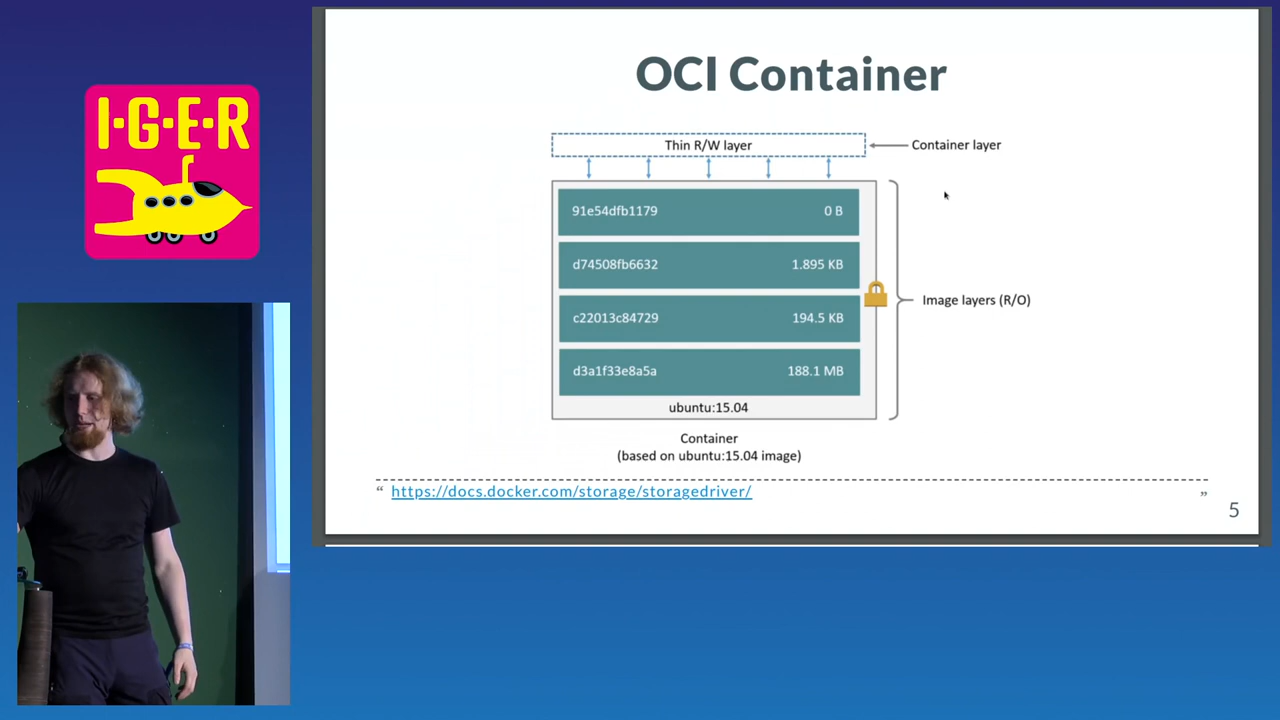 I·G·E·R
OCI Container
Thin R/W layer
Container layer
91e54dfb1179 0 B
d74508fb6632 1.895 KB
c22013c84729 194.5 KB
d3a1f33e8a5a 188.1 MB
Image layers (R/O)
ubuntu:15.04
Container
(based on ubuntu:15.04 image)
“ https://docs.docker.com/storage/storagedriver/ ”
5